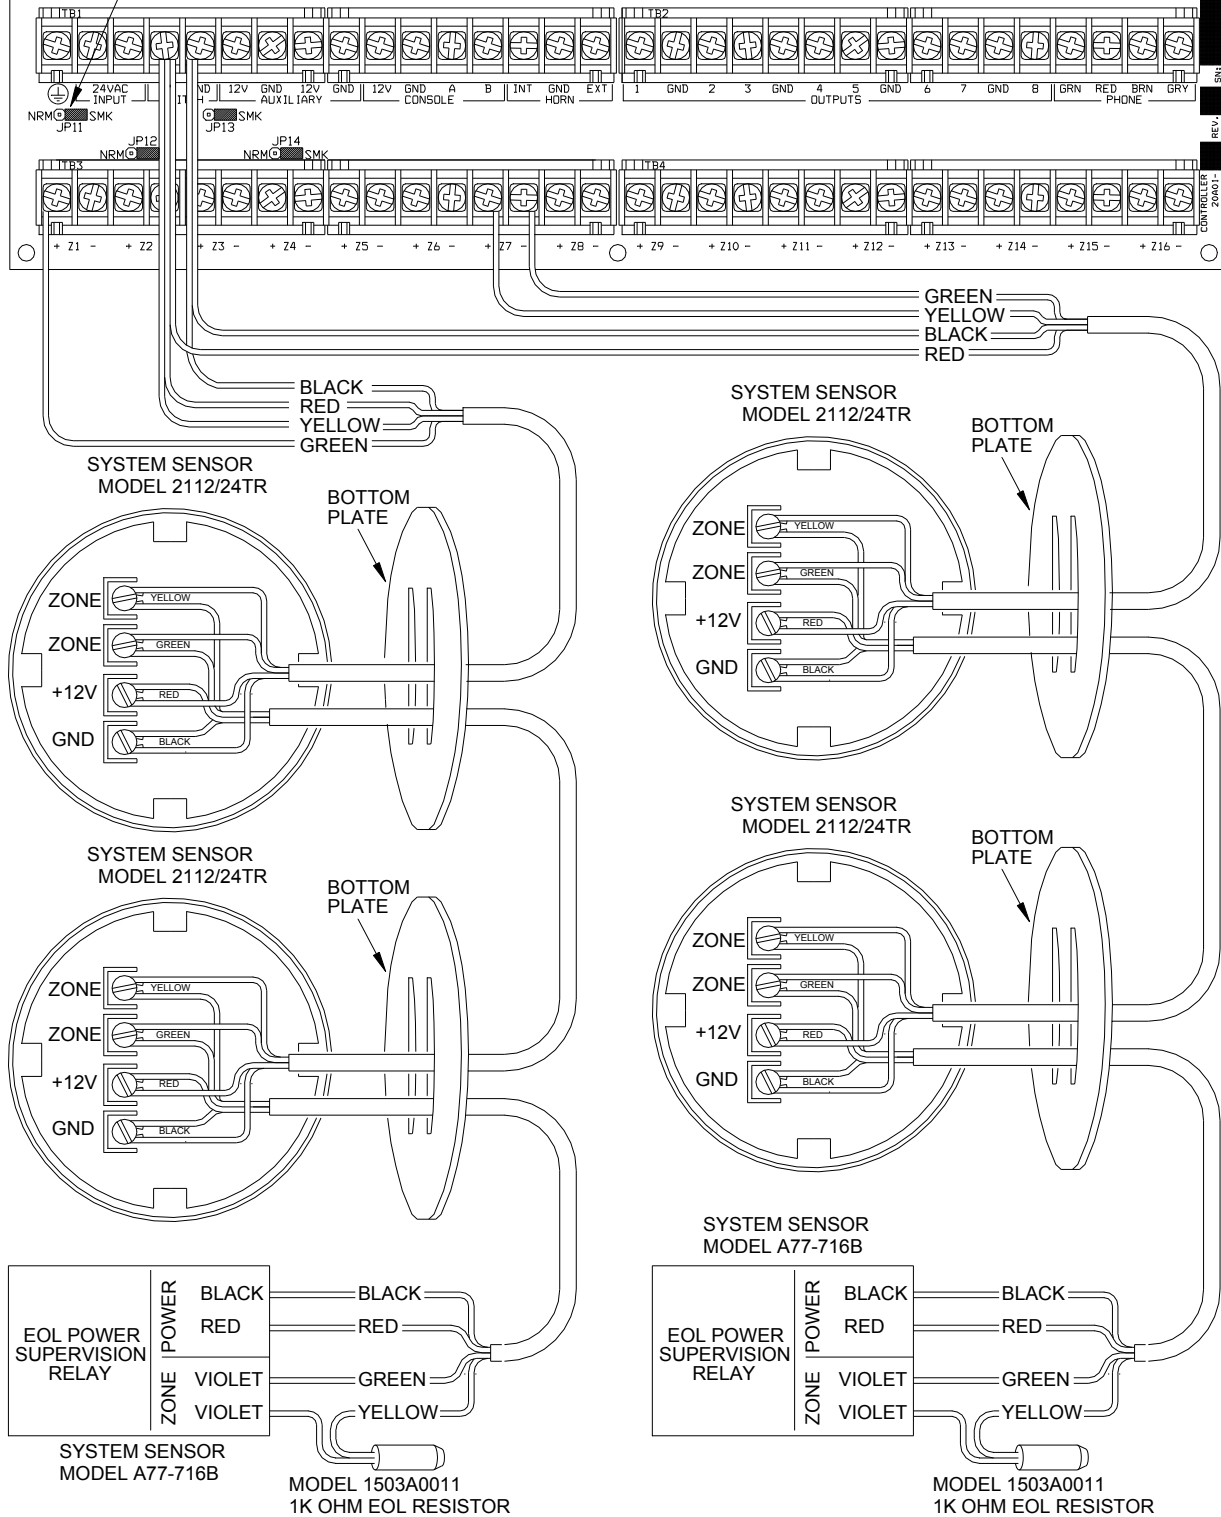 TB1
TB2
24VAC
ND
12V
GND
12V
GND
12V
GND
A
B
INT
GND
EXT
1
GND
2
3
GND
4
5
GND
6
7
GND
8
GRN
RED
BRN
GRY
INPUT
AUXILIARY
CONSOLE
HORN
OUTPUTS
PHONE
SN:
REV.
NRM
SMK
JP11
SMK
JP13
JP12
NRM
JP14
NRM
SMK
TB3
TB4
CONTROLLER
20A01-
+ Z1 -
+ Z2
+ Z3 -
+ Z4 -
+ Z5 -
+ Z6 -
+ Z7 -
+ Z8 -
+ Z9 -
+ Z10 -
+ Z11 -
+ Z12 -
+ Z13 -
+ Z14 -
+ Z15 -
+ Z16 -
GREEN
YELLOW
BLACK
RED
BLACK
RED
YELLOW
GREEN
SYSTEM SENSOR
MODEL 2112/24TR
BOTTOM
PLATE
ZONE
YELLOW
ZONE
GREEN
+12V
RED
GND
BLACK
SYSTEM SENSOR
MODEL 2112/24TR
BOTTOM
PLATE
ZONE
YELLOW
ZONE
GREEN
+12V
RED
GND
BLACK
SYSTEM SENSOR
MODEL 2112/24TR
BOTTOM
PLATE
ZONE
YELLOW
ZONE
GREEN
+12V
RED
GND
BLACK
SYSTEM SENSOR
MODEL 2112/24TR
BOTTOM
PLATE
ZONE
YELLOW
ZONE
GREEN
+12V
RED
GND
BLACK
EOL POWER
SUPERVISION
RELAY
POWER
ZONE
BLACK
RED
VIOLET
VIOLET
BLACK
RED
GREEN
YELLOW
SYSTEM SENSOR
MODEL A77-716B
MODEL 1503A0011
1K OHM EOL RESISTOR
SYSTEM SENSOR
MODEL A77-716B
EOL POWER
SUPERVISION
RELAY
POWER
ZONE
BLACK
RED
VIOLET
VIOLET
BLACK
RED
GREEN
YELLOW
MODEL 1503A0011
1K OHM EOL RESISTOR